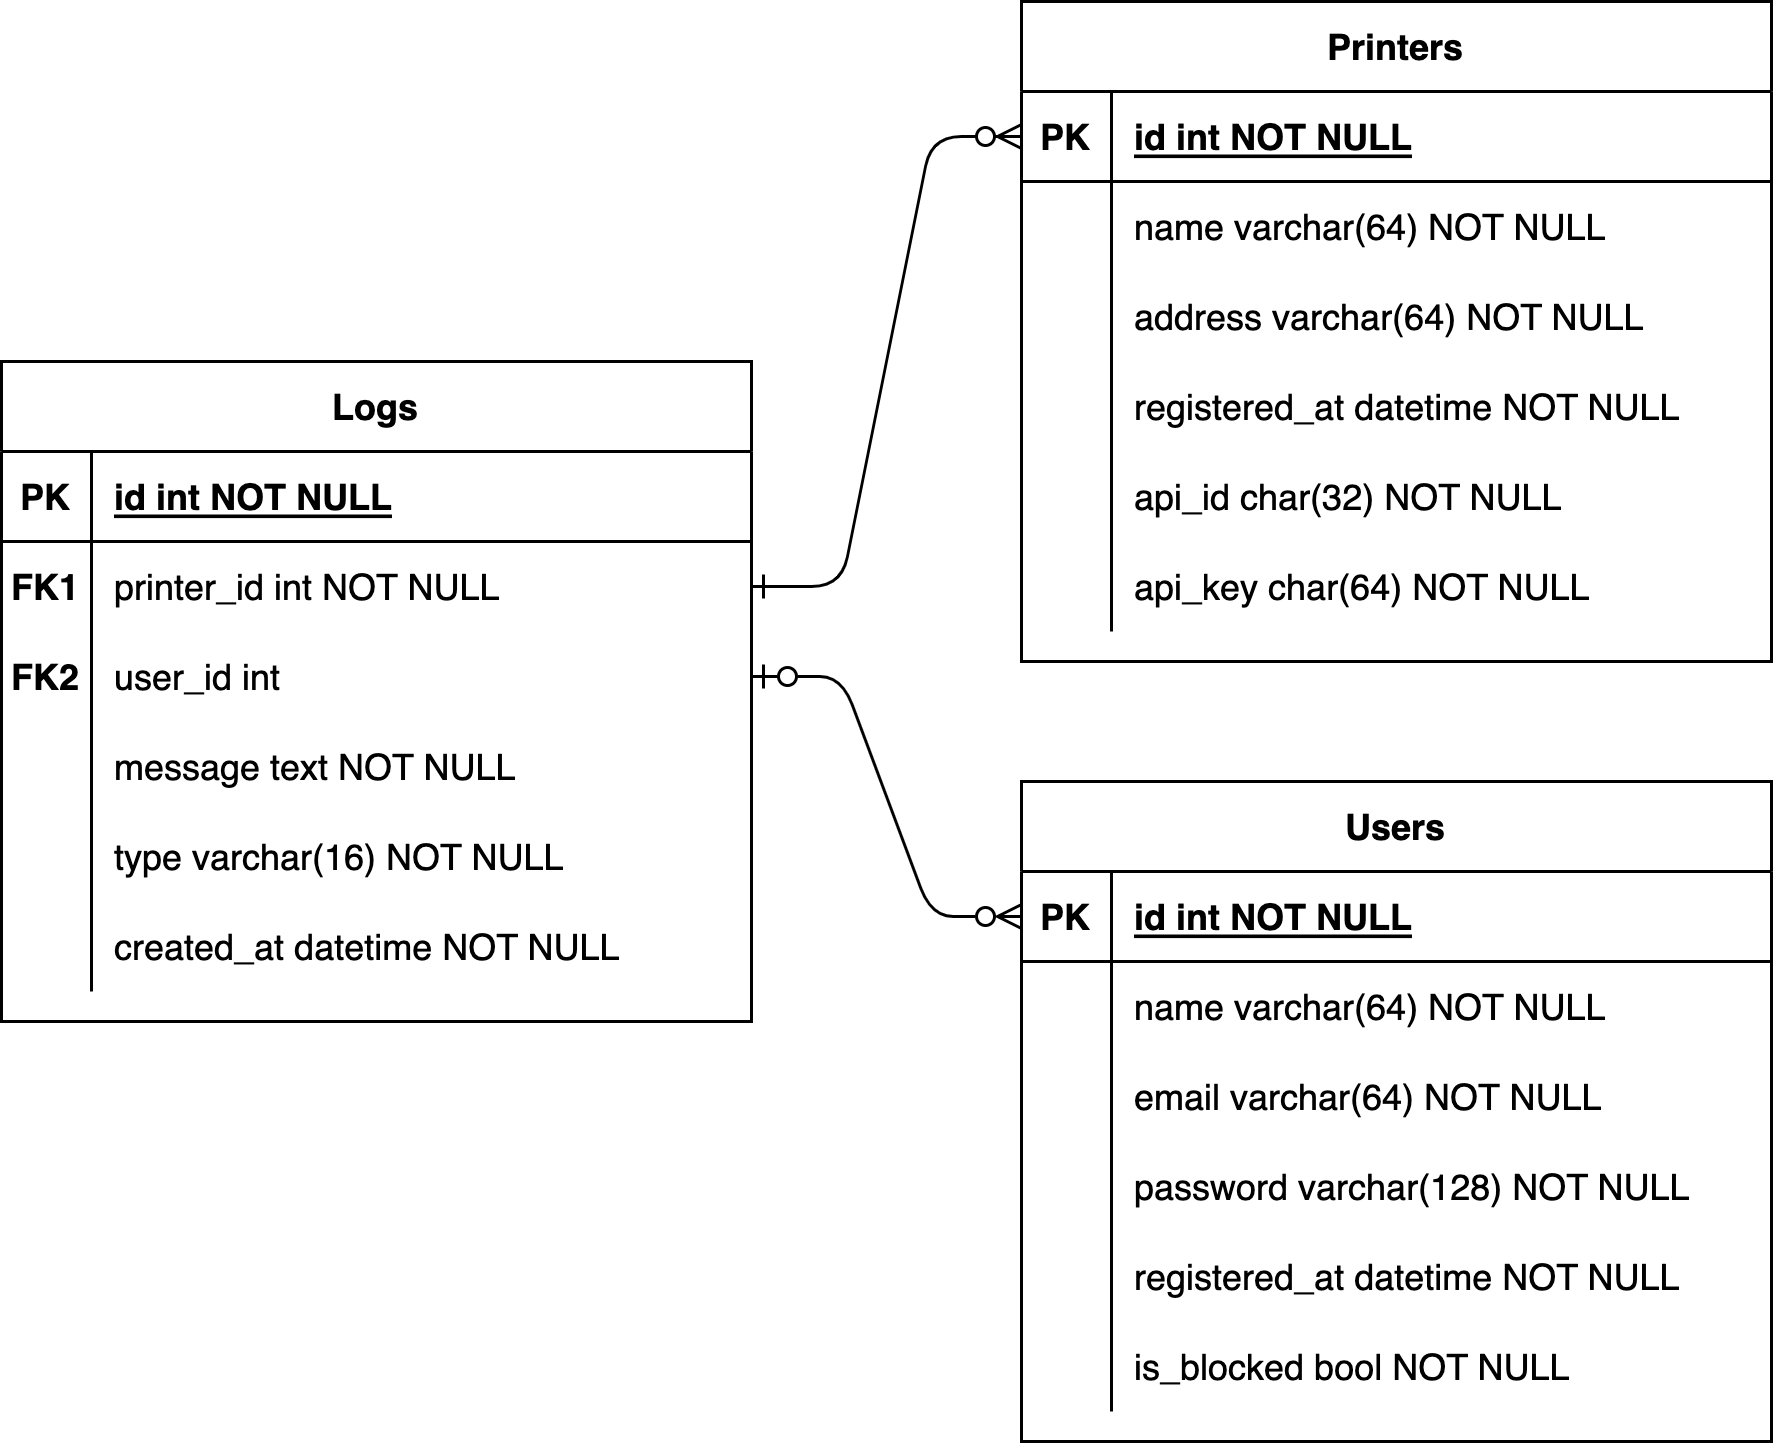 Printers
PK id int NOT NULL
name varchar(64) NOT NULL
address varchar(64) NOT NULL
registered_at datetime NOT NULL
api_id char(32) NOT NULL
api_key char(64) NOT NULL
Logs
PK id int NOT NULL
FK1 printer_id int NOT NULL
FK2 user_id int
message text NOT NULL
type varchar(16) NOT NULL
created_at datetime NOT NULL
Users
PK id int NOT NULL
name varchar(64) NOT NULL
email varchar(64) NOT NULL
password varchar(128) NOT NULL
registered_at datetime NOT NULL
is_blocked bool NOT NULL